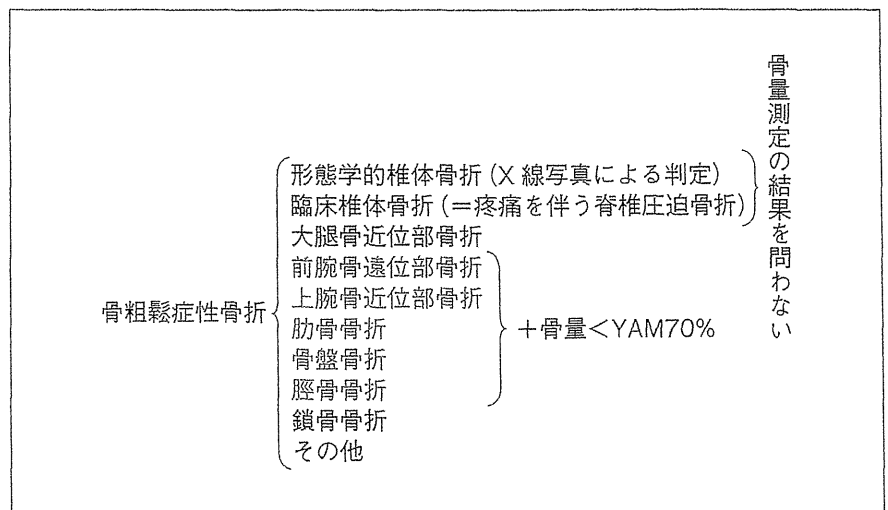 骨粗鬆症性骨折
形態学的椎体骨折(X線写真による判定)
臨床椎体骨折(=疼痛を伴う脊椎圧迫骨折)
大腿骨近位部骨折
前腕骨遠位部骨折
上腕骨近位部骨折
肋骨骨折
骨盤骨折
脛骨骨折
鎖骨骨折
その他
+骨量<YAM70%
骨量測定の結果を問わない